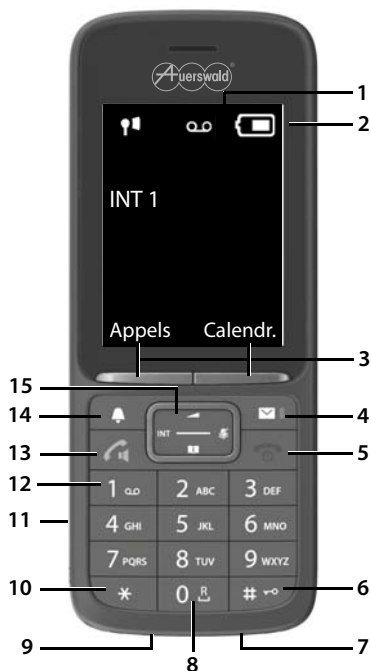 Auerswald
1
2
INT 1
Appels Calendr.
3
15
14
4
INT
13
5
12
1 2 ABC 3 DEF
11
4 GHI 5 JKL 6 MNO
7 PQRS 8 TUV 9 WXYZ
10
* 0 R #
6
9
8
7